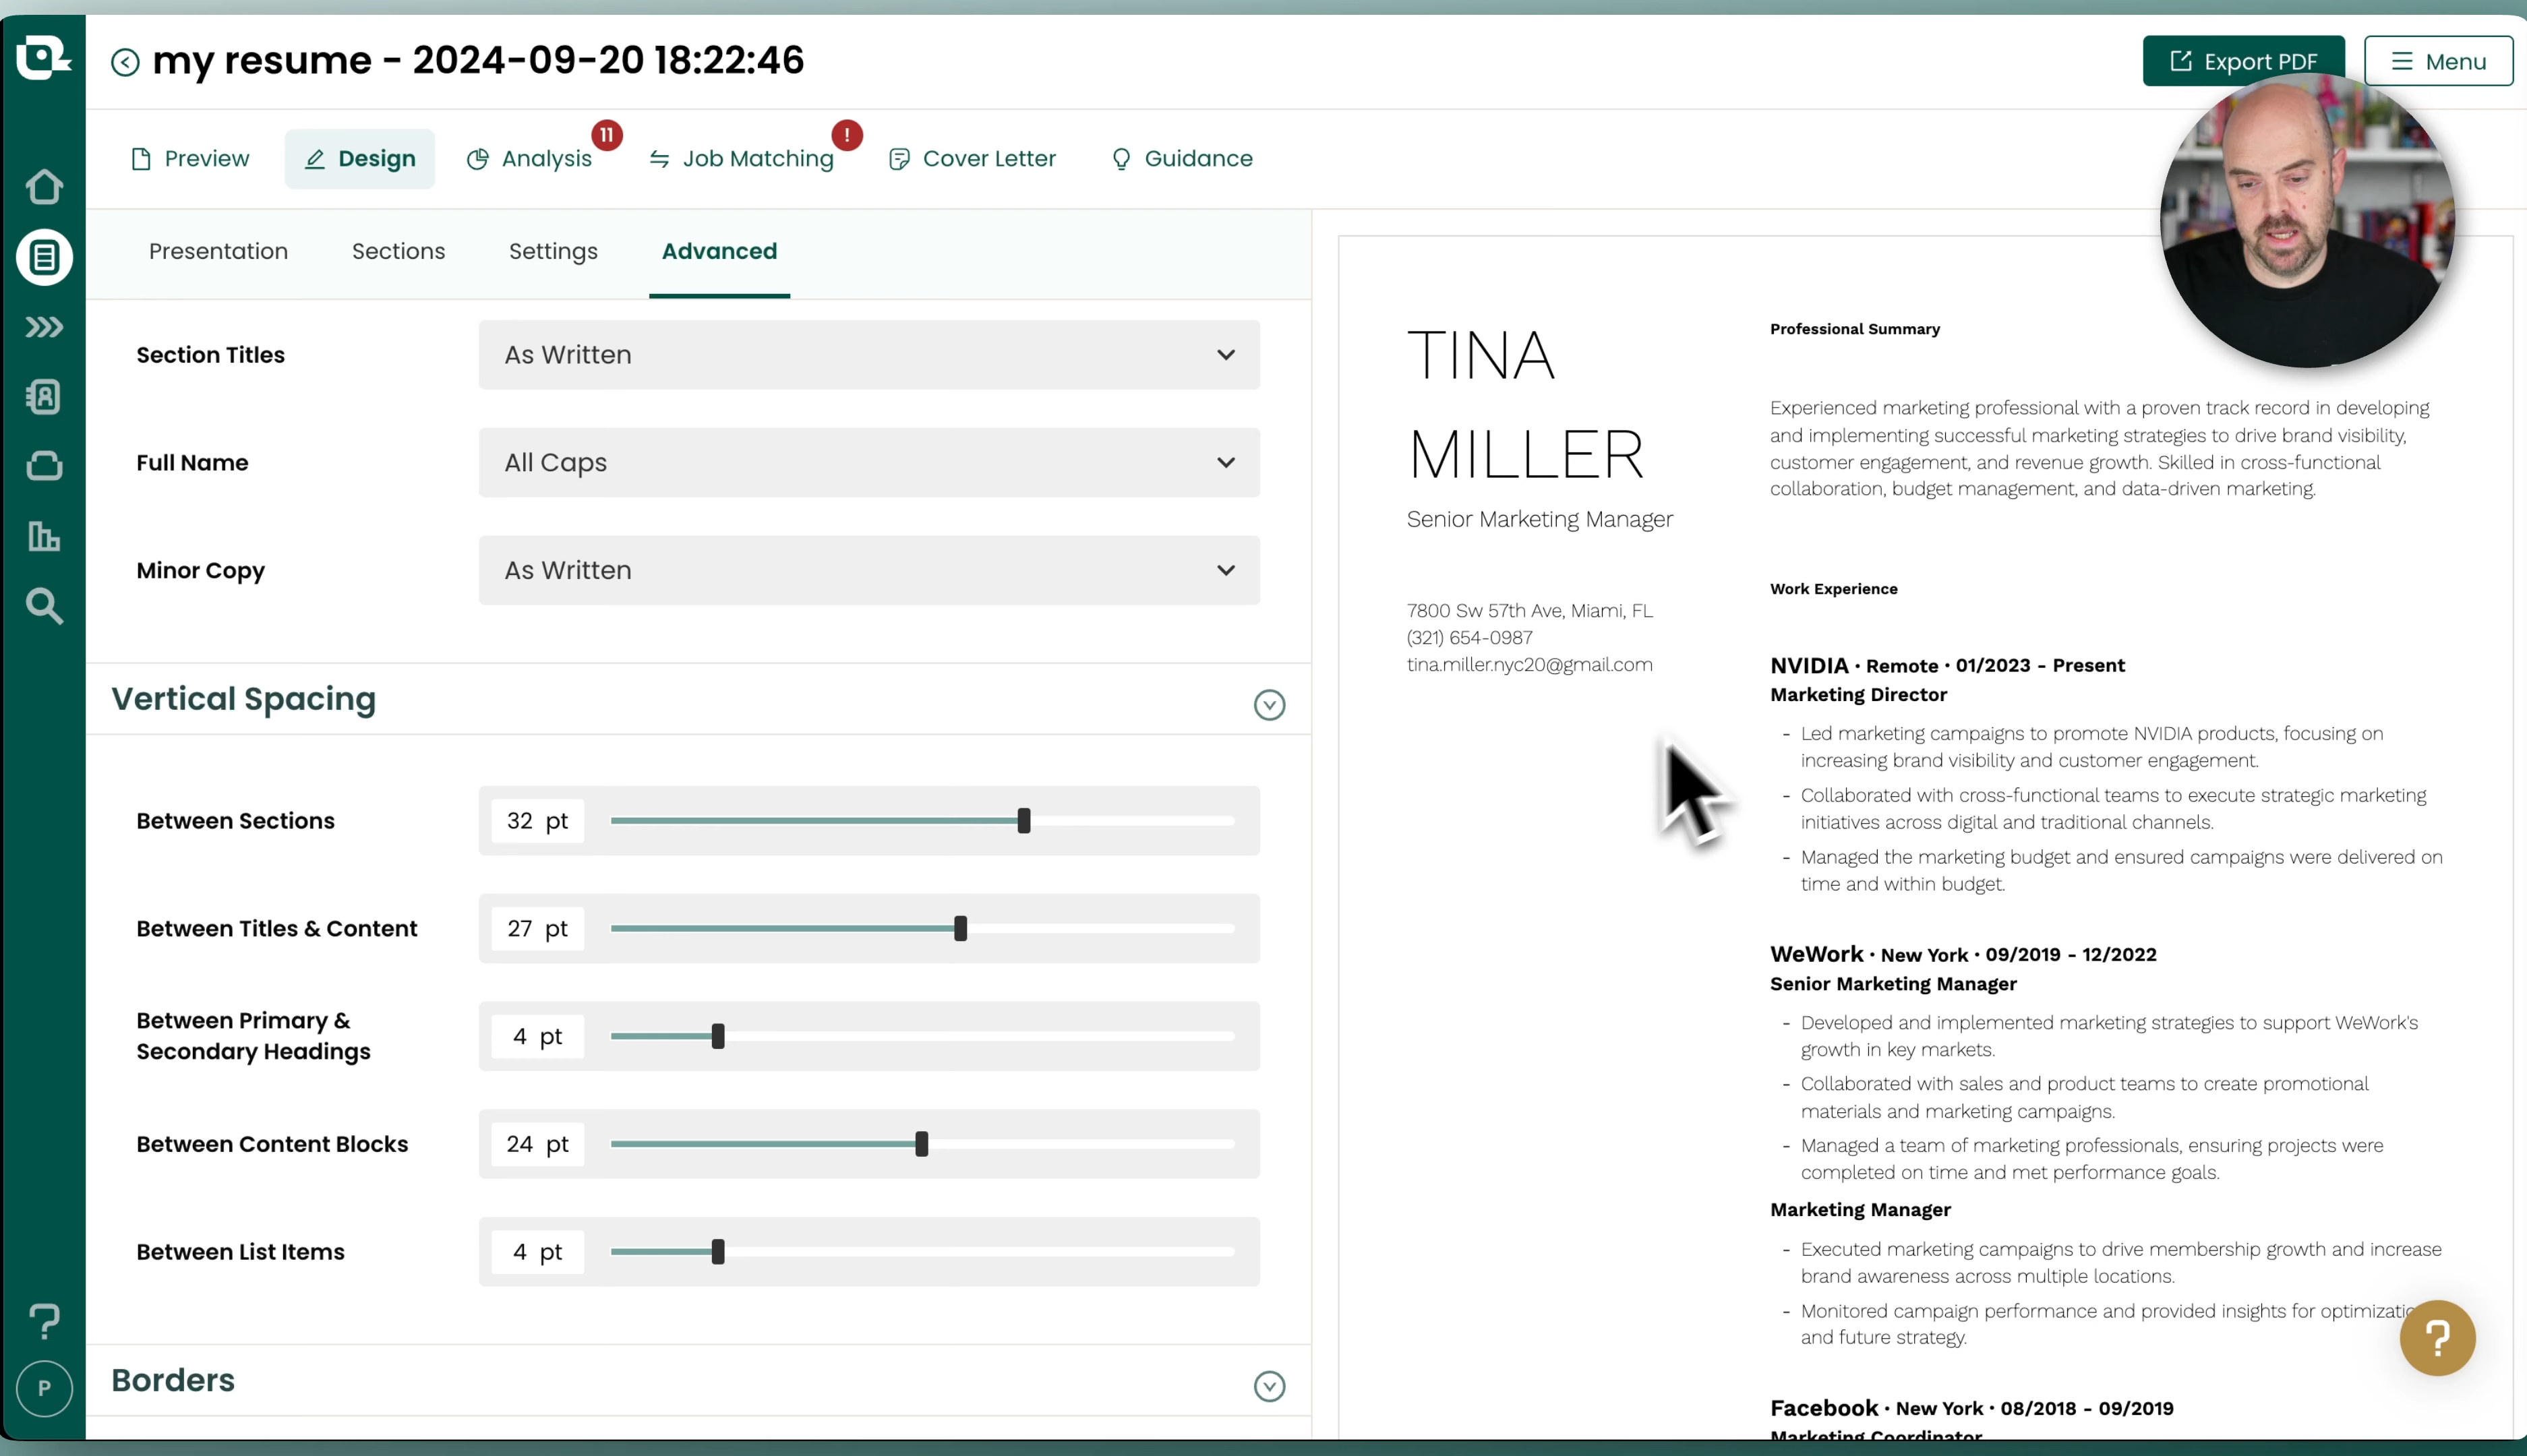 my resume - 2024-09-20 18:22:46
Export PDF
Menu
Preview
Design
Analysis
11
Job Matching
!
Cover Letter
Guidance
Presentation
Sections
Settings
Advanced
Section Titles
As Written
Full Name
All Caps
Minor Copy
As Written
Vertical Spacing
Between Sections
32 pt
Between Titles & Content
27 pt
Between Primary &
Secondary Headings
4 pt
Between Content Blocks
24 pt
Between List Items
4 pt
Borders
?
P
TINA
MILLER
Senior Marketing Manager
7800 Sw 57th Ave, Miami, FL
(321) 654-0987
tina.miller.nyc20@gmail.com
Professional Summary
Experienced marketing professional with a proven track record in developing
and implementing successful marketing strategies to drive brand visibility,
customer engagement, and revenue growth. Skilled in cross-functional
collaboration, budget management, and data-driven marketing.
Work Experience
NVIDIA · Remote · 01/2023 - Present
Marketing Director
- Led marketing campaigns to promote NVIDIA products, focusing on
increasing brand visibility and customer engagement.
- Collaborated with cross-functional teams to execute strategic marketing
initiatives across digital and traditional channels.
- Managed the marketing budget and ensured campaigns were delivered on
time and within budget.
WeWork · New York · 09/2019 - 12/2022
Senior Marketing Manager
- Developed and implemented marketing strategies to support WeWork's
growth in key markets.
- Collaborated with sales and product teams to create promotional
materials and marketing campaigns.
- Managed a team of marketing professionals, ensuring projects were
completed on time and met performance goals.
Marketing Manager
- Executed marketing campaigns to drive membership growth and increase
brand awareness across multiple locations.
- Monitored campaign performance and provided insights for optimizatio
and future strategy.
Facebook · New York · 08/2018 - 09/2019
Marketing Coordinator
?